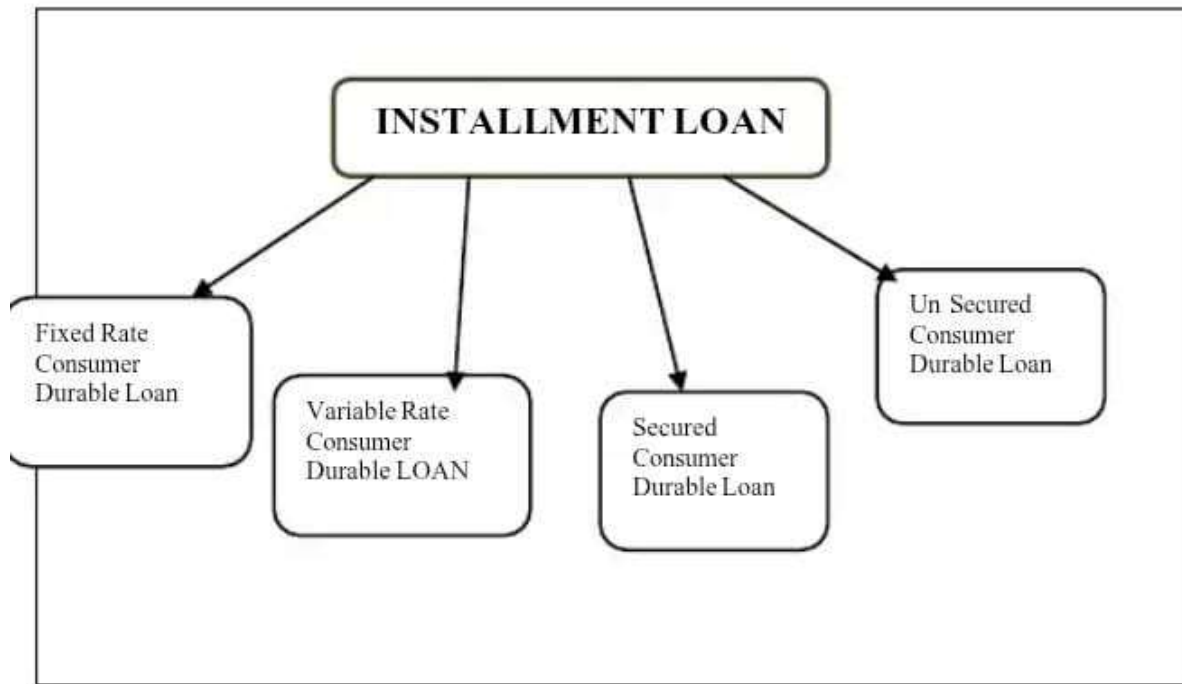 INSTALLMENT LOAN
Fixed Rate
Consumer
Durable Loan
Variable Rate
Consumer
Durable LOAN
Secured
Consumer
Durable Loan
Un Secured
Consumer
Durable Loan